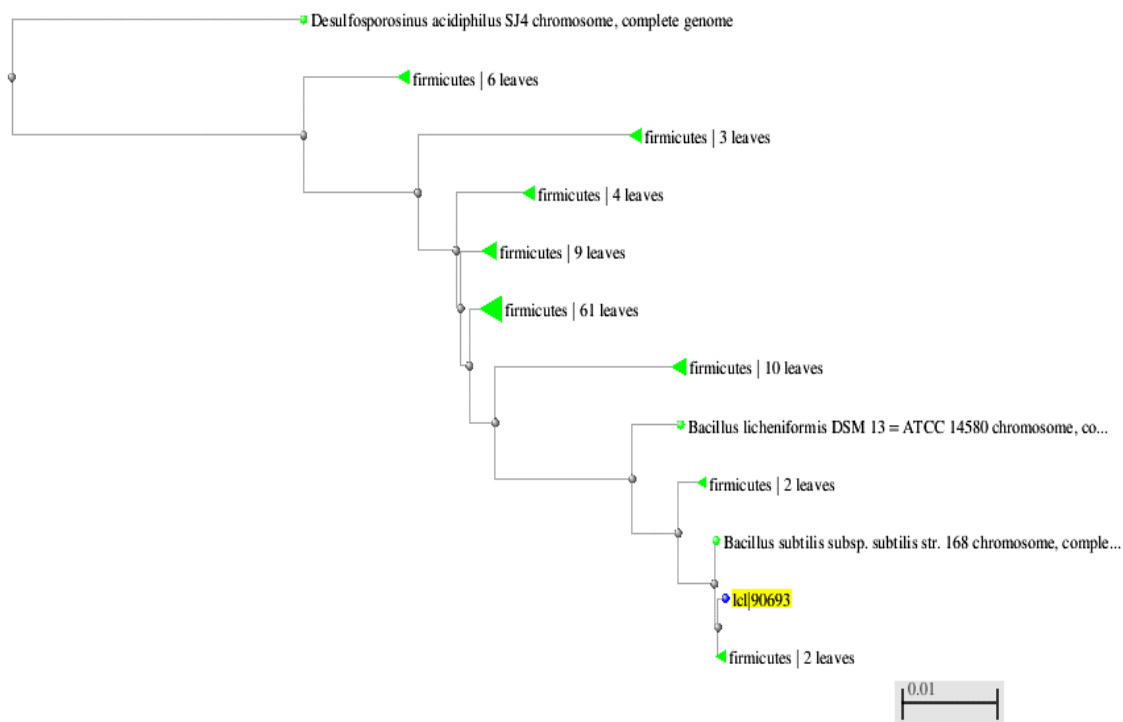 Desulfosporosinus acidiphilus SJ4 chromosome, complete genome
firmicutes | 6 leaves
firmicutes | 3 leaves
firmicutes | 4 leaves
firmicutes | 9 leaves
firmicutes | 61 leaves
firmicutes | 10 leaves
Bacillus licheniformis DSM 13 = ATCC 14580 chromosome, co...
firmicutes | 2 leaves
Bacillus subtilis subsp. subtilis str. 168 chromosome, comple...
lcl|90693
firmicutes | 2 leaves
0.01